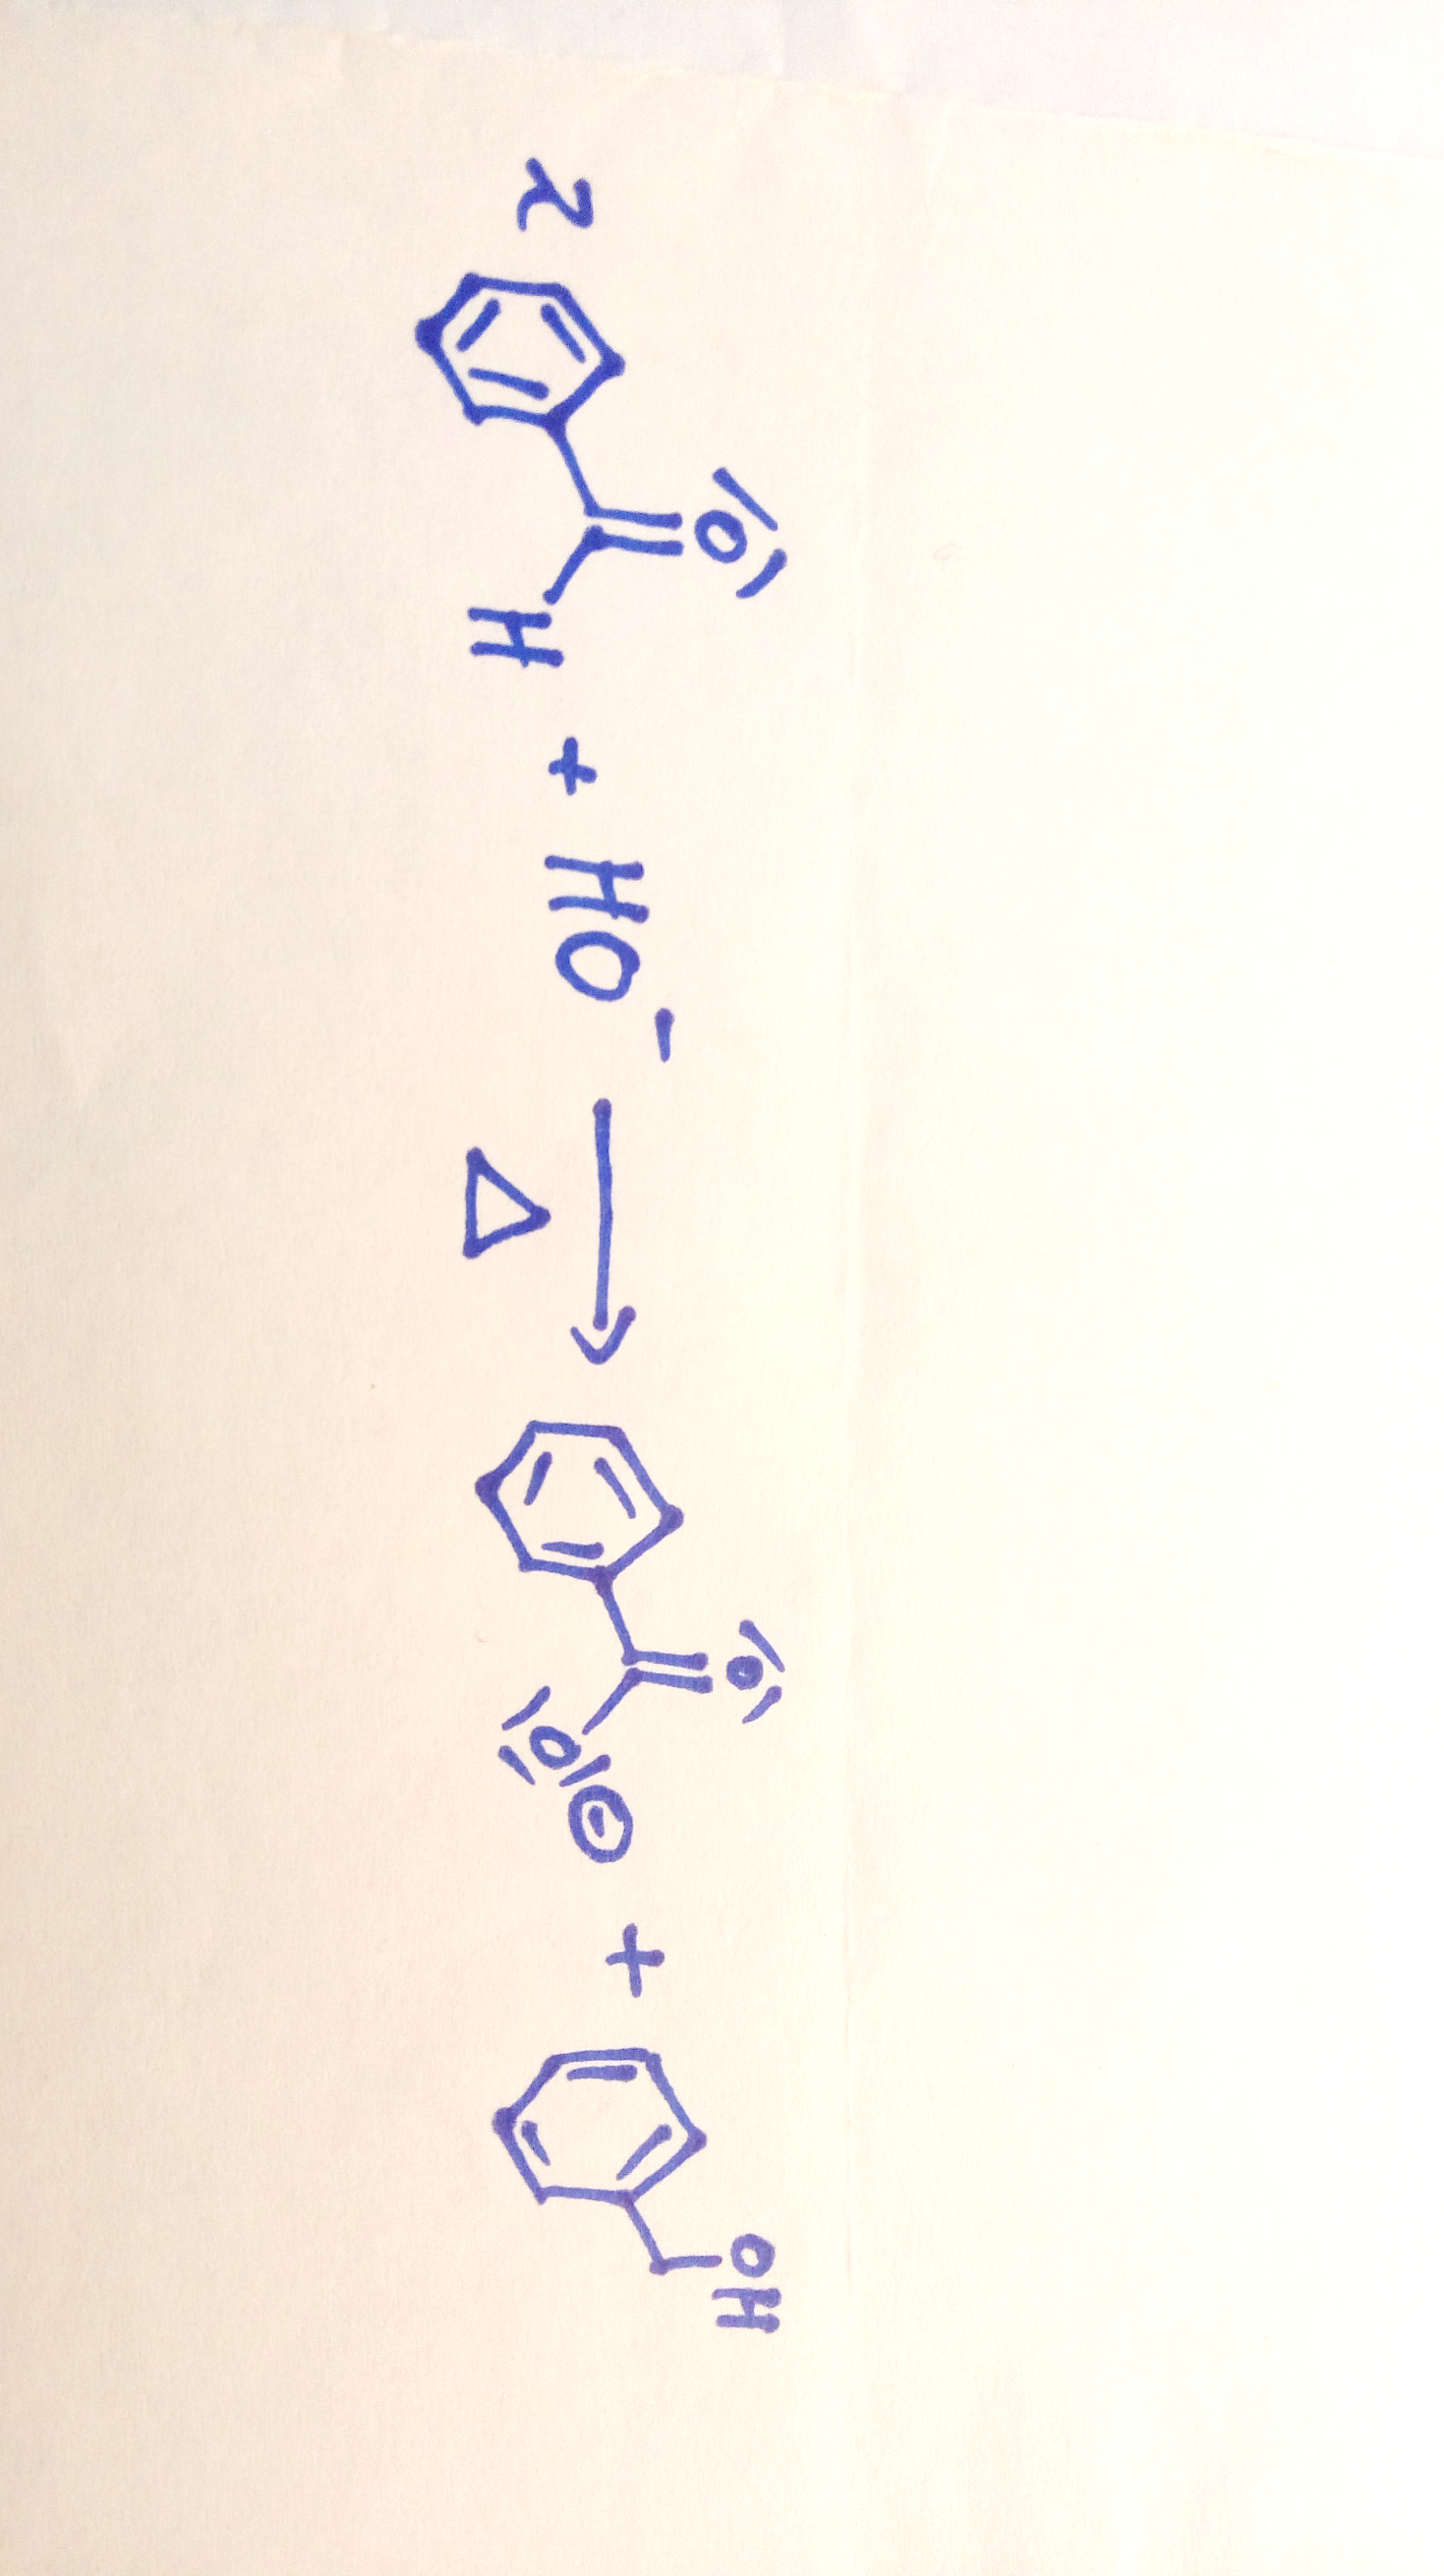 2 O H + HO⁻ → Δ O O ⊖ + OH